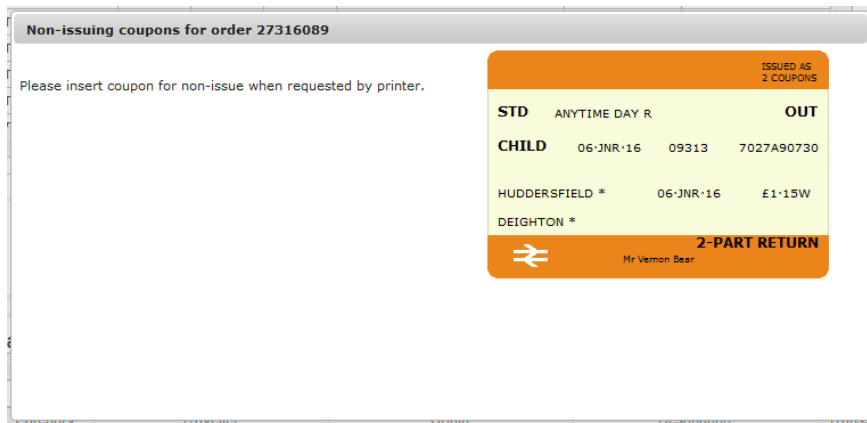 Non-issuing coupons for order 27316089
Please insert coupon for non-issue when requested by printer.
ISSUED AS
2 COUPONS
STD ANYTIME DAY R OUT
CHILD 06·JNR·16 09313 7027A90730
HUDDERSFIELD * 06·JNR·16 £1·15W
DEIGHTON *
2-PART RETURN
Mr Vernon Bear